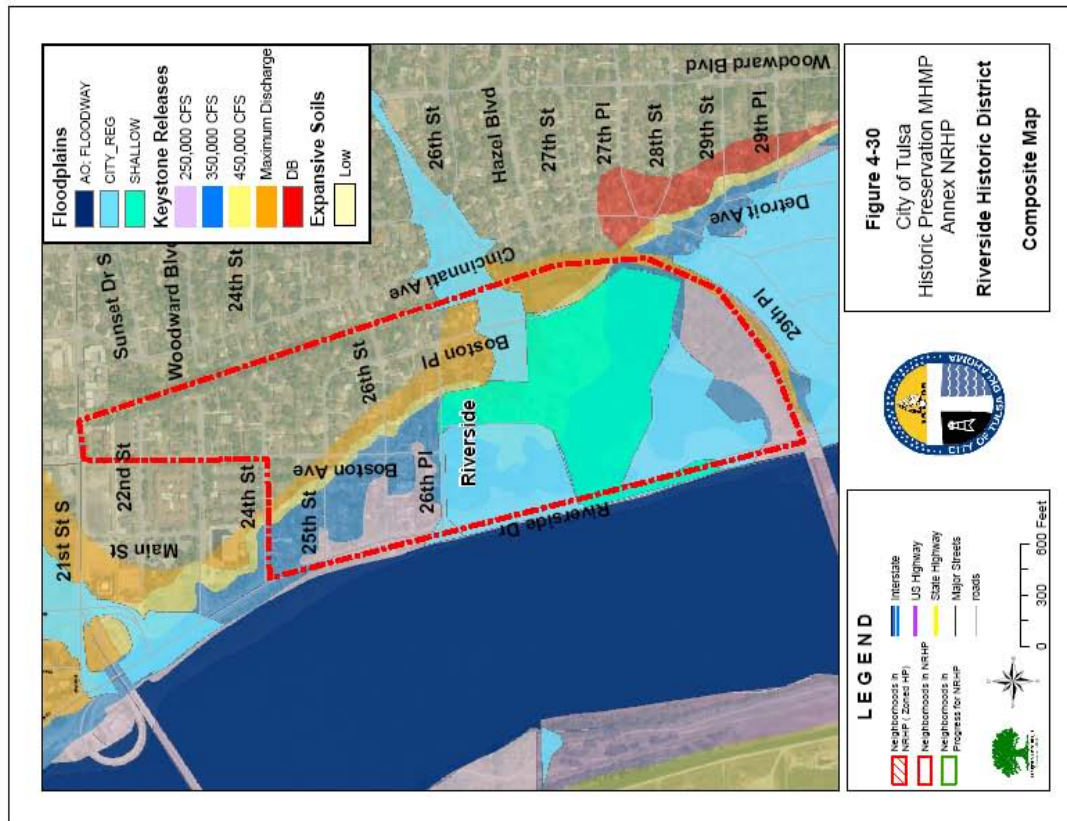 Floodplains
AO: FLOODWAY
CITY_REG
SHALLOW
Keystone Releases
250,000 CFS
350,000 CFS
450,000 CFS
Maximum Discharge
DB
Expansive Soils
Low
21st St S
Main St
22nd St
24th St
Sunset Dr S
Woodward Blv
24th St
25th St
Boston Ave
26th Pl
26th St
Boston Pl
Riverside
Riverside Dr
Cincinnati Ave
26th St
Hazel Blvd
27th St
27th Pl
28th St
29th St
29th Pl
Woodward Blvd
Detroit Ave
29th Pl
Figure 4-30
City of Tulsa
Historic Preservation MHMP
Annex NRHP
Riverside Historic District
Composite Map
CITY OF TULSA OKLAHOMA
LEGEND
Neighborhoods in
NRHP ( Zoned HP)
Neighborhoods in NRHP
Neighborhoods in
Progress for NRHP
Interstate
US Highway
State Highway
Major Streets
roads
0 300 600 Feet